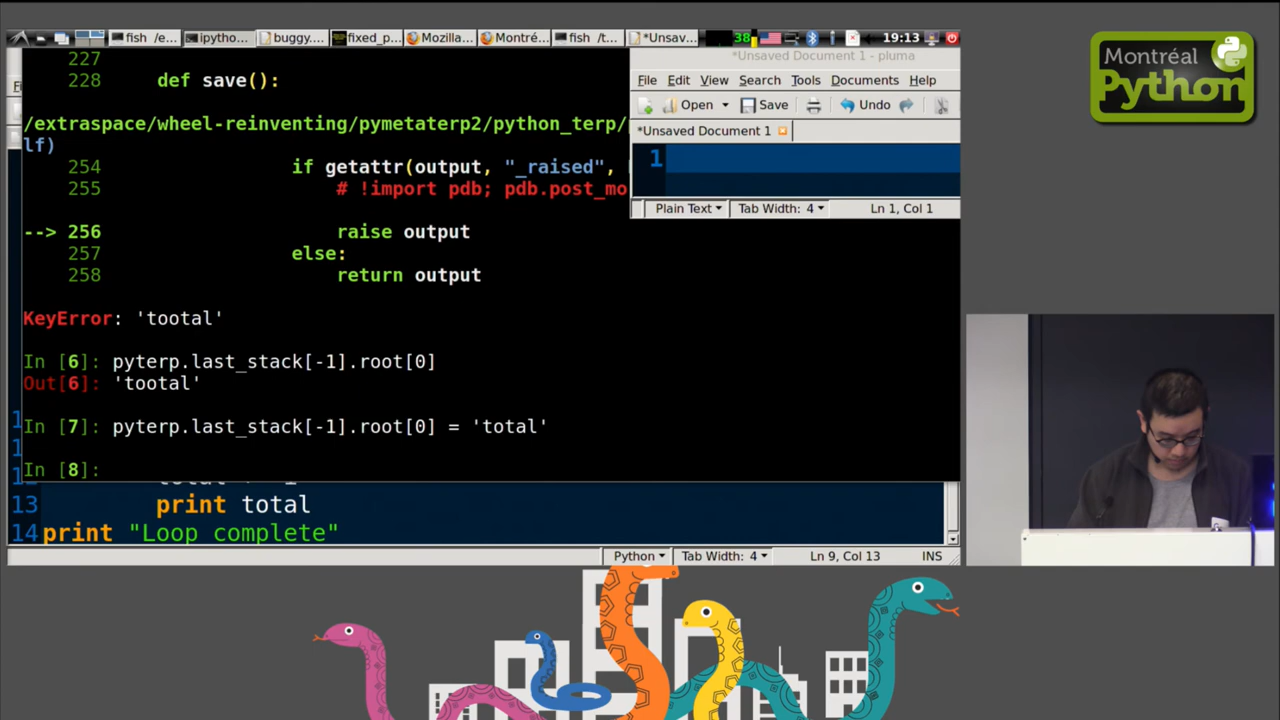 fish /e...
ipytho...
buggy....
fixed_p...
Mozilla...
Montré...
fish /t...
*Unsav...
38
19:13
*Unsaved Document 1 - pluma
File Edit View Search Tools Documents Help
Open Save Undo
*Unsaved Document 1
1
Plain Text Tab Width: 4 Ln 1, Col 1
227
228 def save():
/extraspace/wheel-reinventing/pymetaterp2/python_terp/
lf)
254 if getattr(output, "_raised",
255 # !import pdb; pdb.post_mo
--> 256 raise output
257 else:
258 return output
KeyError: 'tootal'
In [6]: pyterp.last_stack[-1].root[0]
Out[6]: 'tootal'
In [7]: pyterp.last_stack[-1].root[0] = 'total'
In [8]:
13 print total
14 print "Loop complete"
Python Tab Width: 4 Ln 9, Col 13 INS
Montréal
Python